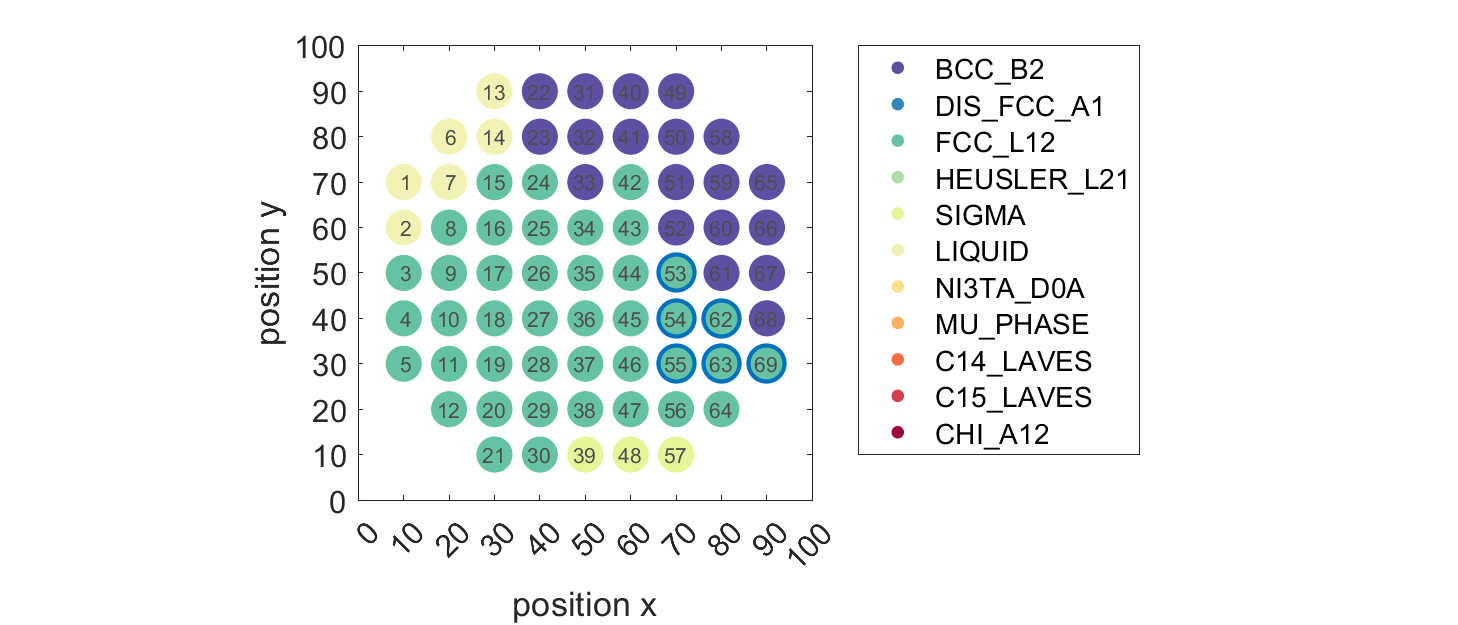 100
90
80
70
60
50
40
30
20
10
0
position y
13 22 31 40 49
6 14 23 32 41 50 58
1 7 15 24 33 42 51 59 65
2 8 16 25 34 43 52 60 66
3 9 17 26 35 44 53 61 67
4 10 18 27 36 45 54 62 68
5 11 19 28 37 46 55 63 69
12 20 29 38 47 56 64
21 30 39 48 57
0 10 20 30 40 50 60 70 80 90 100
position x
BCC_B2
DIS_FCC_A1
FCC_L12
HEUSLER_L21
SIGMA
LIQUID
NI3TA_D0A
MU_PHASE
C14_LAVES
C15_LAVES
CHI_A12